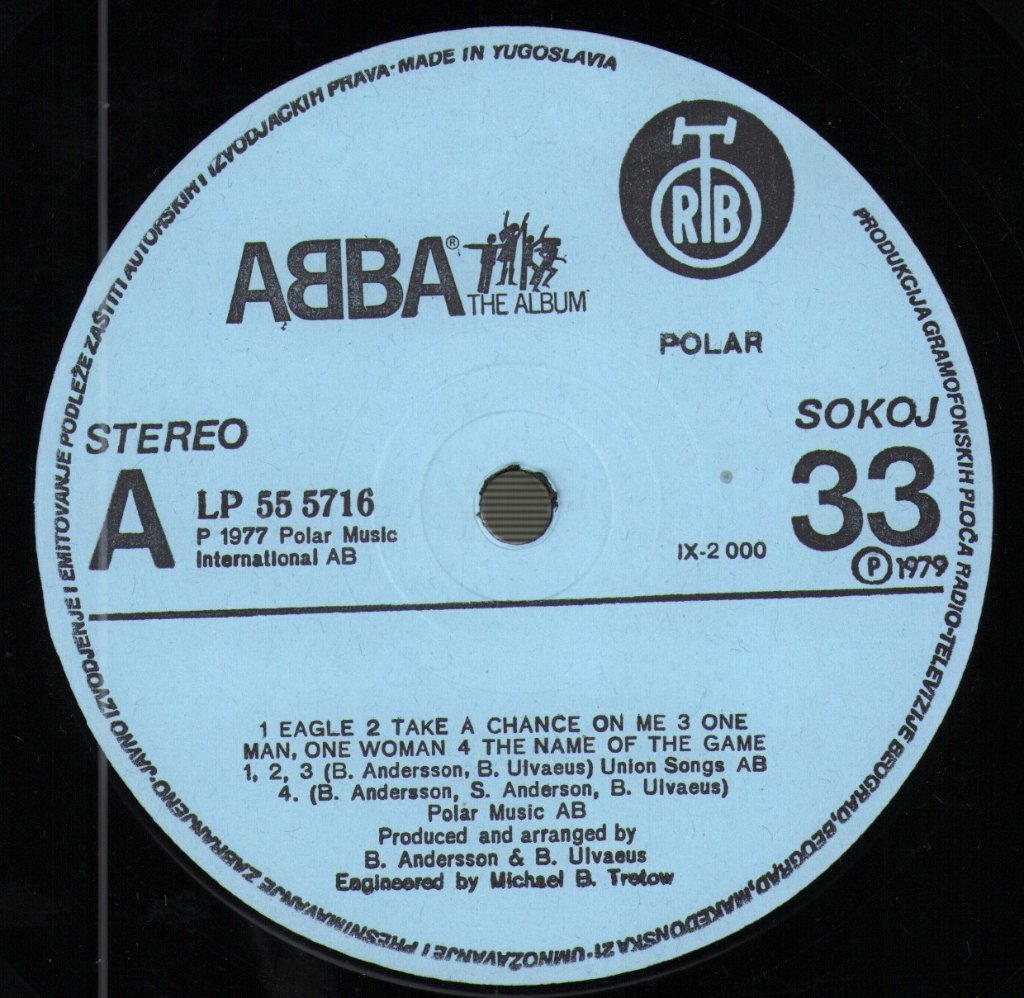 PRODUKCIJA GRAMOFONSKIH PLOČA RADIO-TELEVIZIJE BEOGRAD, BEOGRAD, MAKEDONSKA 21·UMNOŽAVANJE I PRESNIMAVANJE ZABRANJENO·JAVNO IZVODJENJE I EMITOVANJE PODLEŽE ZAŠTITI AUTORSKIH I IZVODJAČKIH PRAVA·MADE IN YUGOSLAVIA
RTB
ABBA®
THE ALBUM
POLAR
STEREO
SOKOJ
A
LP 55 5716
33
P 1977 Polar Music
International AB
IX-2 000
Ⓟ 1979
1 EAGLE 2 TAKE A CHANCE ON ME 3 ONE
MAN, ONE WOMAN 4 THE NAME OF THE GAME
1, 2, 3 (B. Andersson, B. Ulvaeus) Union Songs AB
4. (B. Andersson, S. Anderson, B. Ulvaeus)
Polar Music AB
Produced and arranged by
B. Andersson & B. Ulvaeus
Engineered by Michael B. Tretow